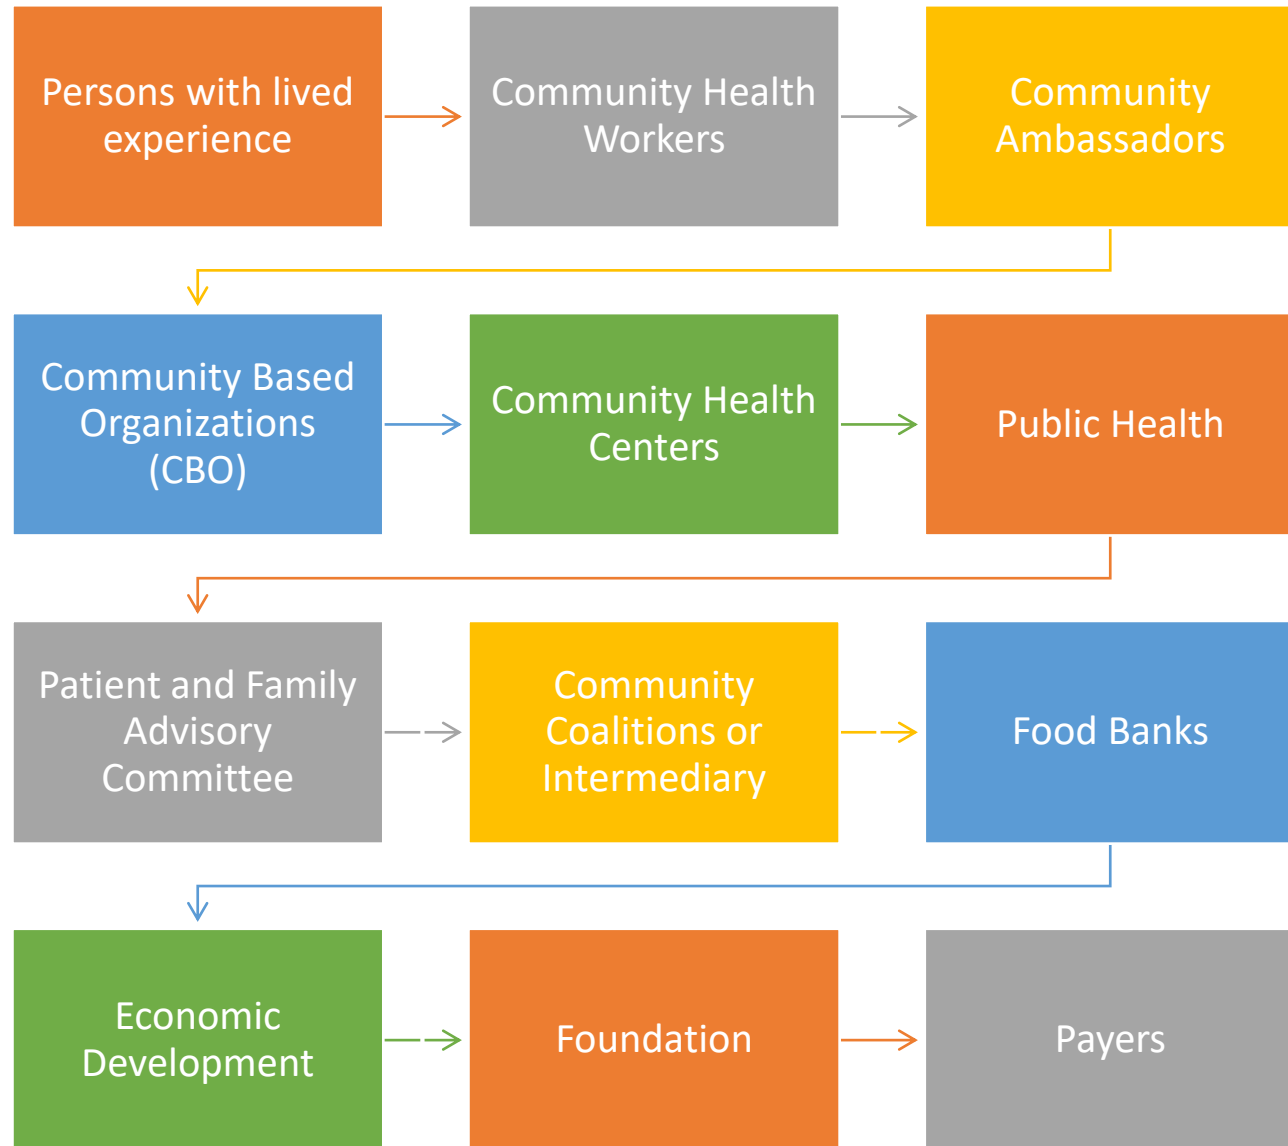 Persons with lived
experience
Community Health
Workers
Community
Ambassadors
Community Based
Organizations
(CBO)
Community Health
Centers
Public Health
Patient and Family
Advisory
Committee
Community
Coalitions or
Intermediary
Food Banks
Economic
Development
Foundation
Payers